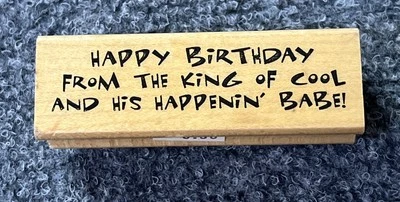 HAPPY BiRTHDAY
FROM THE KiNG OF COOL
AND HiS HAPPENiN' BABE!